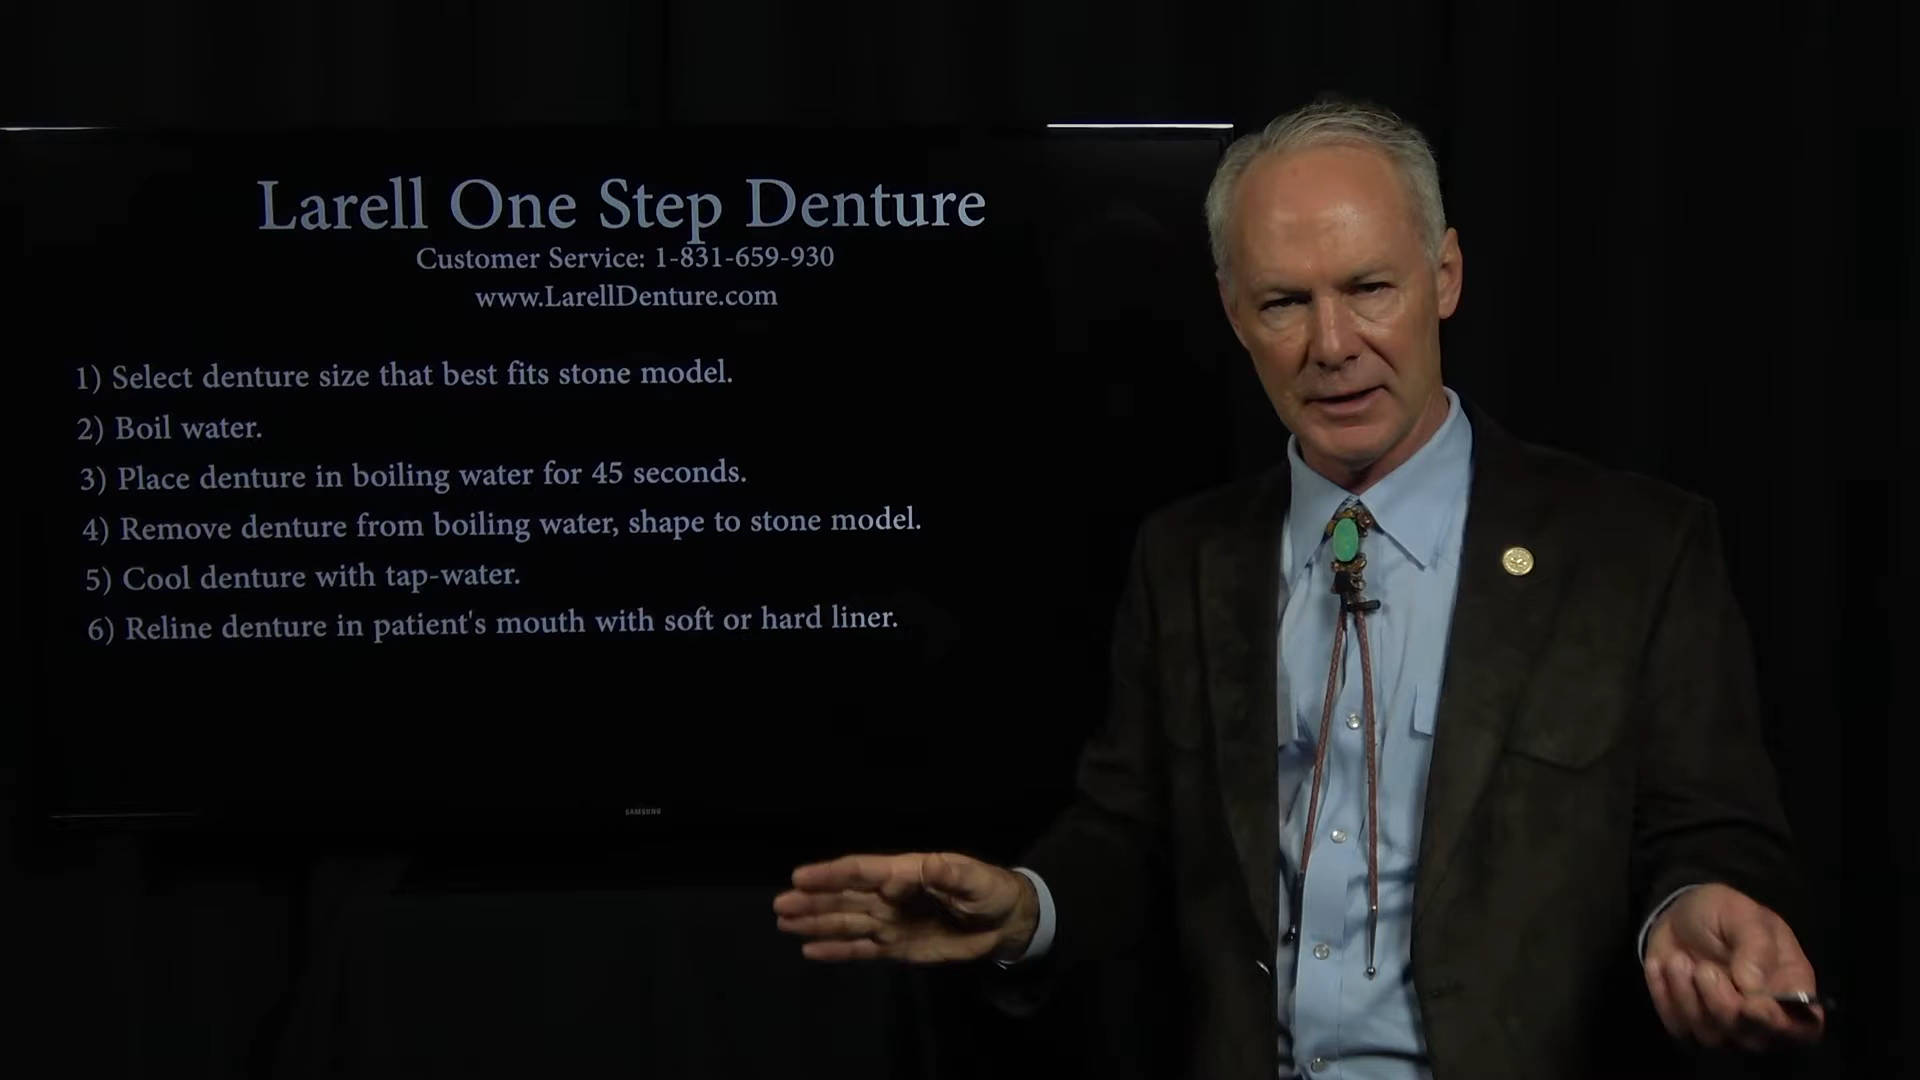 Larell One Step Denture
Customer Service: 1-831-659-930
www.LarellDenture.com
1) Select denture size that best fits stone model.
2) Boil water.
3) Place denture in boiling water for 45 seconds.
4) Remove denture from boiling water, shape to stone model.
5) Cool denture with tap-water.
6) Reline denture in patient's mouth with soft or hard liner.
SAMSUNG